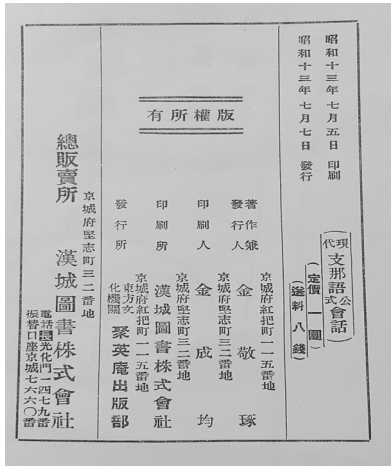 昭和十三年七月五日 印刷
昭和十三年七月七日 發行
現代 支那語公式會話
(定價 一圓)
(送料 八錢)
版權所有
京城府紅把町一一五番地
著作兼發行人 金敬琢
京城府堅志町三二番地
印刷人 金成均
京城府堅志町三二番地
印刷所 漢城圖書株式會社
京城府紅把町一一五番地
發行所 東方文化機關 聚英庵出版部
京城府堅志町三二番地
總販賣所 漢城圖書株式會社
電話光化門一四七九番
振替口座京城七六六〇番